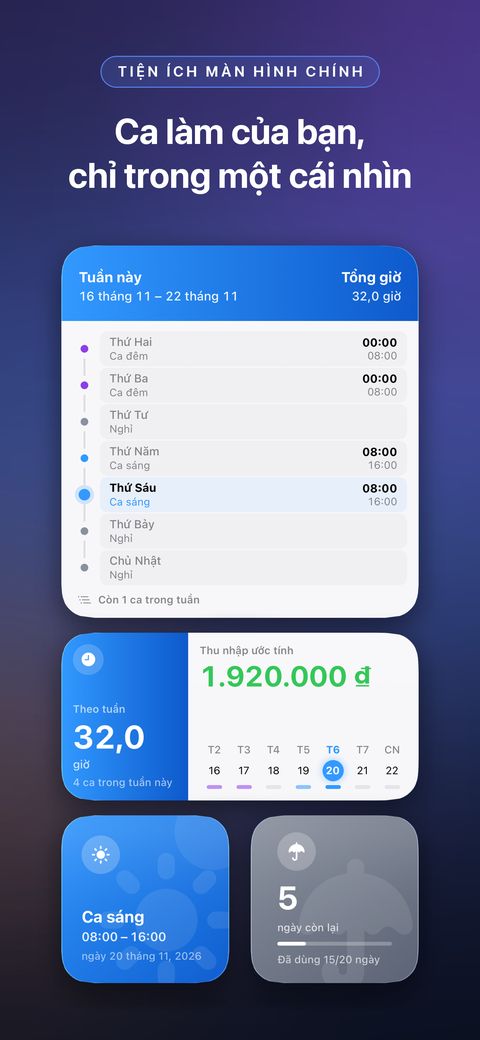 TIỆN ÍCH MÀN HÌNH CHÍNH
Ca làm của bạn,
chỉ trong một cái nhìn
Tuần này
Tổng giờ
16 tháng 11 – 22 tháng 11
32,0 giờ
Thứ Hai
00:00
Ca đêm
08:00
Thứ Ba
00:00
Ca đêm
08:00
Thứ Tư
Nghỉ
Thứ Năm
08:00
Ca sáng
16:00
Thứ Sáu
08:00
Ca sáng
16:00
Thứ Bảy
Nghỉ
Chủ Nhật
Nghỉ
Còn 1 ca trong tuần
Theo tuần
32,0
giờ
4 ca trong tuần này
Thu nhập ước tính
1.920.000 ₫
T2 T3 T4 T5 T6 T7 CN
16 17 18 19 20 21 22
Ca sáng
08:00 – 16:00
ngày 20 tháng 11, 2026
5
ngày còn lại
Đã dùng 15/20 ngày